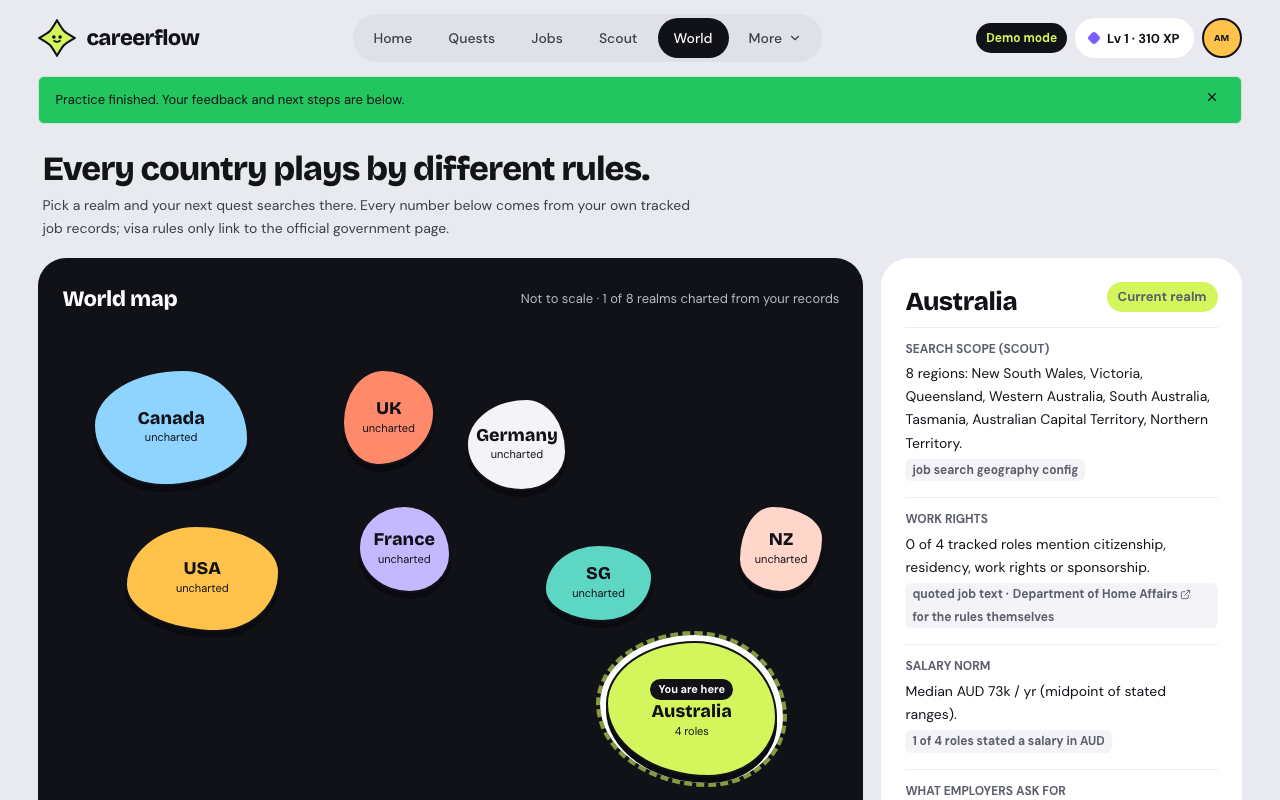 careerflow
Home
Quests
Jobs
Scout
World
More
Demo mode
Lv 1 · 310 XP
AM
Practice finished. Your feedback and next steps are below.
Every country plays by different rules.
Pick a realm and your next quest searches there. Every number below comes from your own tracked
job records; visa rules only link to the official government page.
World map
Not to scale · 1 of 8 realms charted from your records
Canada
uncharted
UK
uncharted
Germany
uncharted
USA
uncharted
France
uncharted
SG
uncharted
NZ
uncharted
You are here
Australia
4 roles
Australia
Current realm
SEARCH SCOPE (SCOUT)
8 regions: New South Wales, Victoria,
Queensland, Western Australia, South Australia,
Tasmania, Australian Capital Territory, Northern
Territory.
job search geography config
WORK RIGHTS
0 of 4 tracked roles mention citizenship,
residency, work rights or sponsorship.
quoted job text · Department of Home Affairs
for the rules themselves
SALARY NORM
Median AUD 73k / yr (midpoint of stated
ranges).
1 of 4 roles stated a salary in AUD
WHAT EMPLOYERS ASK FOR